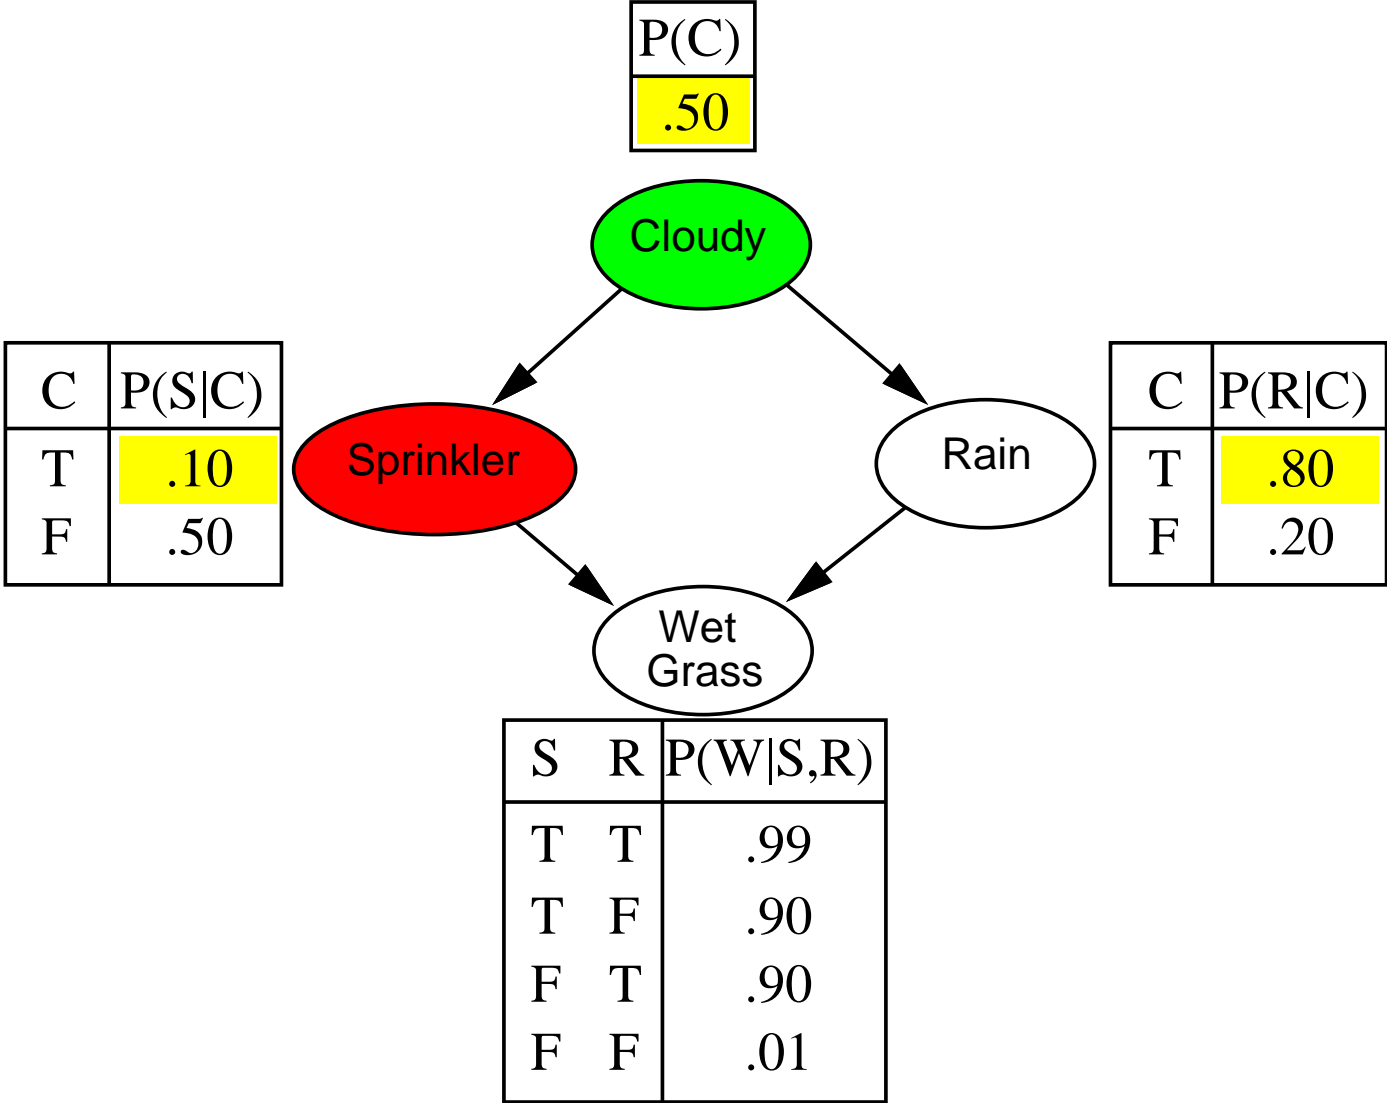 P(C)
.50
Cloudy
C P(S|C)
T .10
F .50
Sprinkler
Rain
C P(R|C)
T .80
F .20
Wet
Grass
S R P(W|S,R)
T T .99
T F .90
F T .90
F F .01